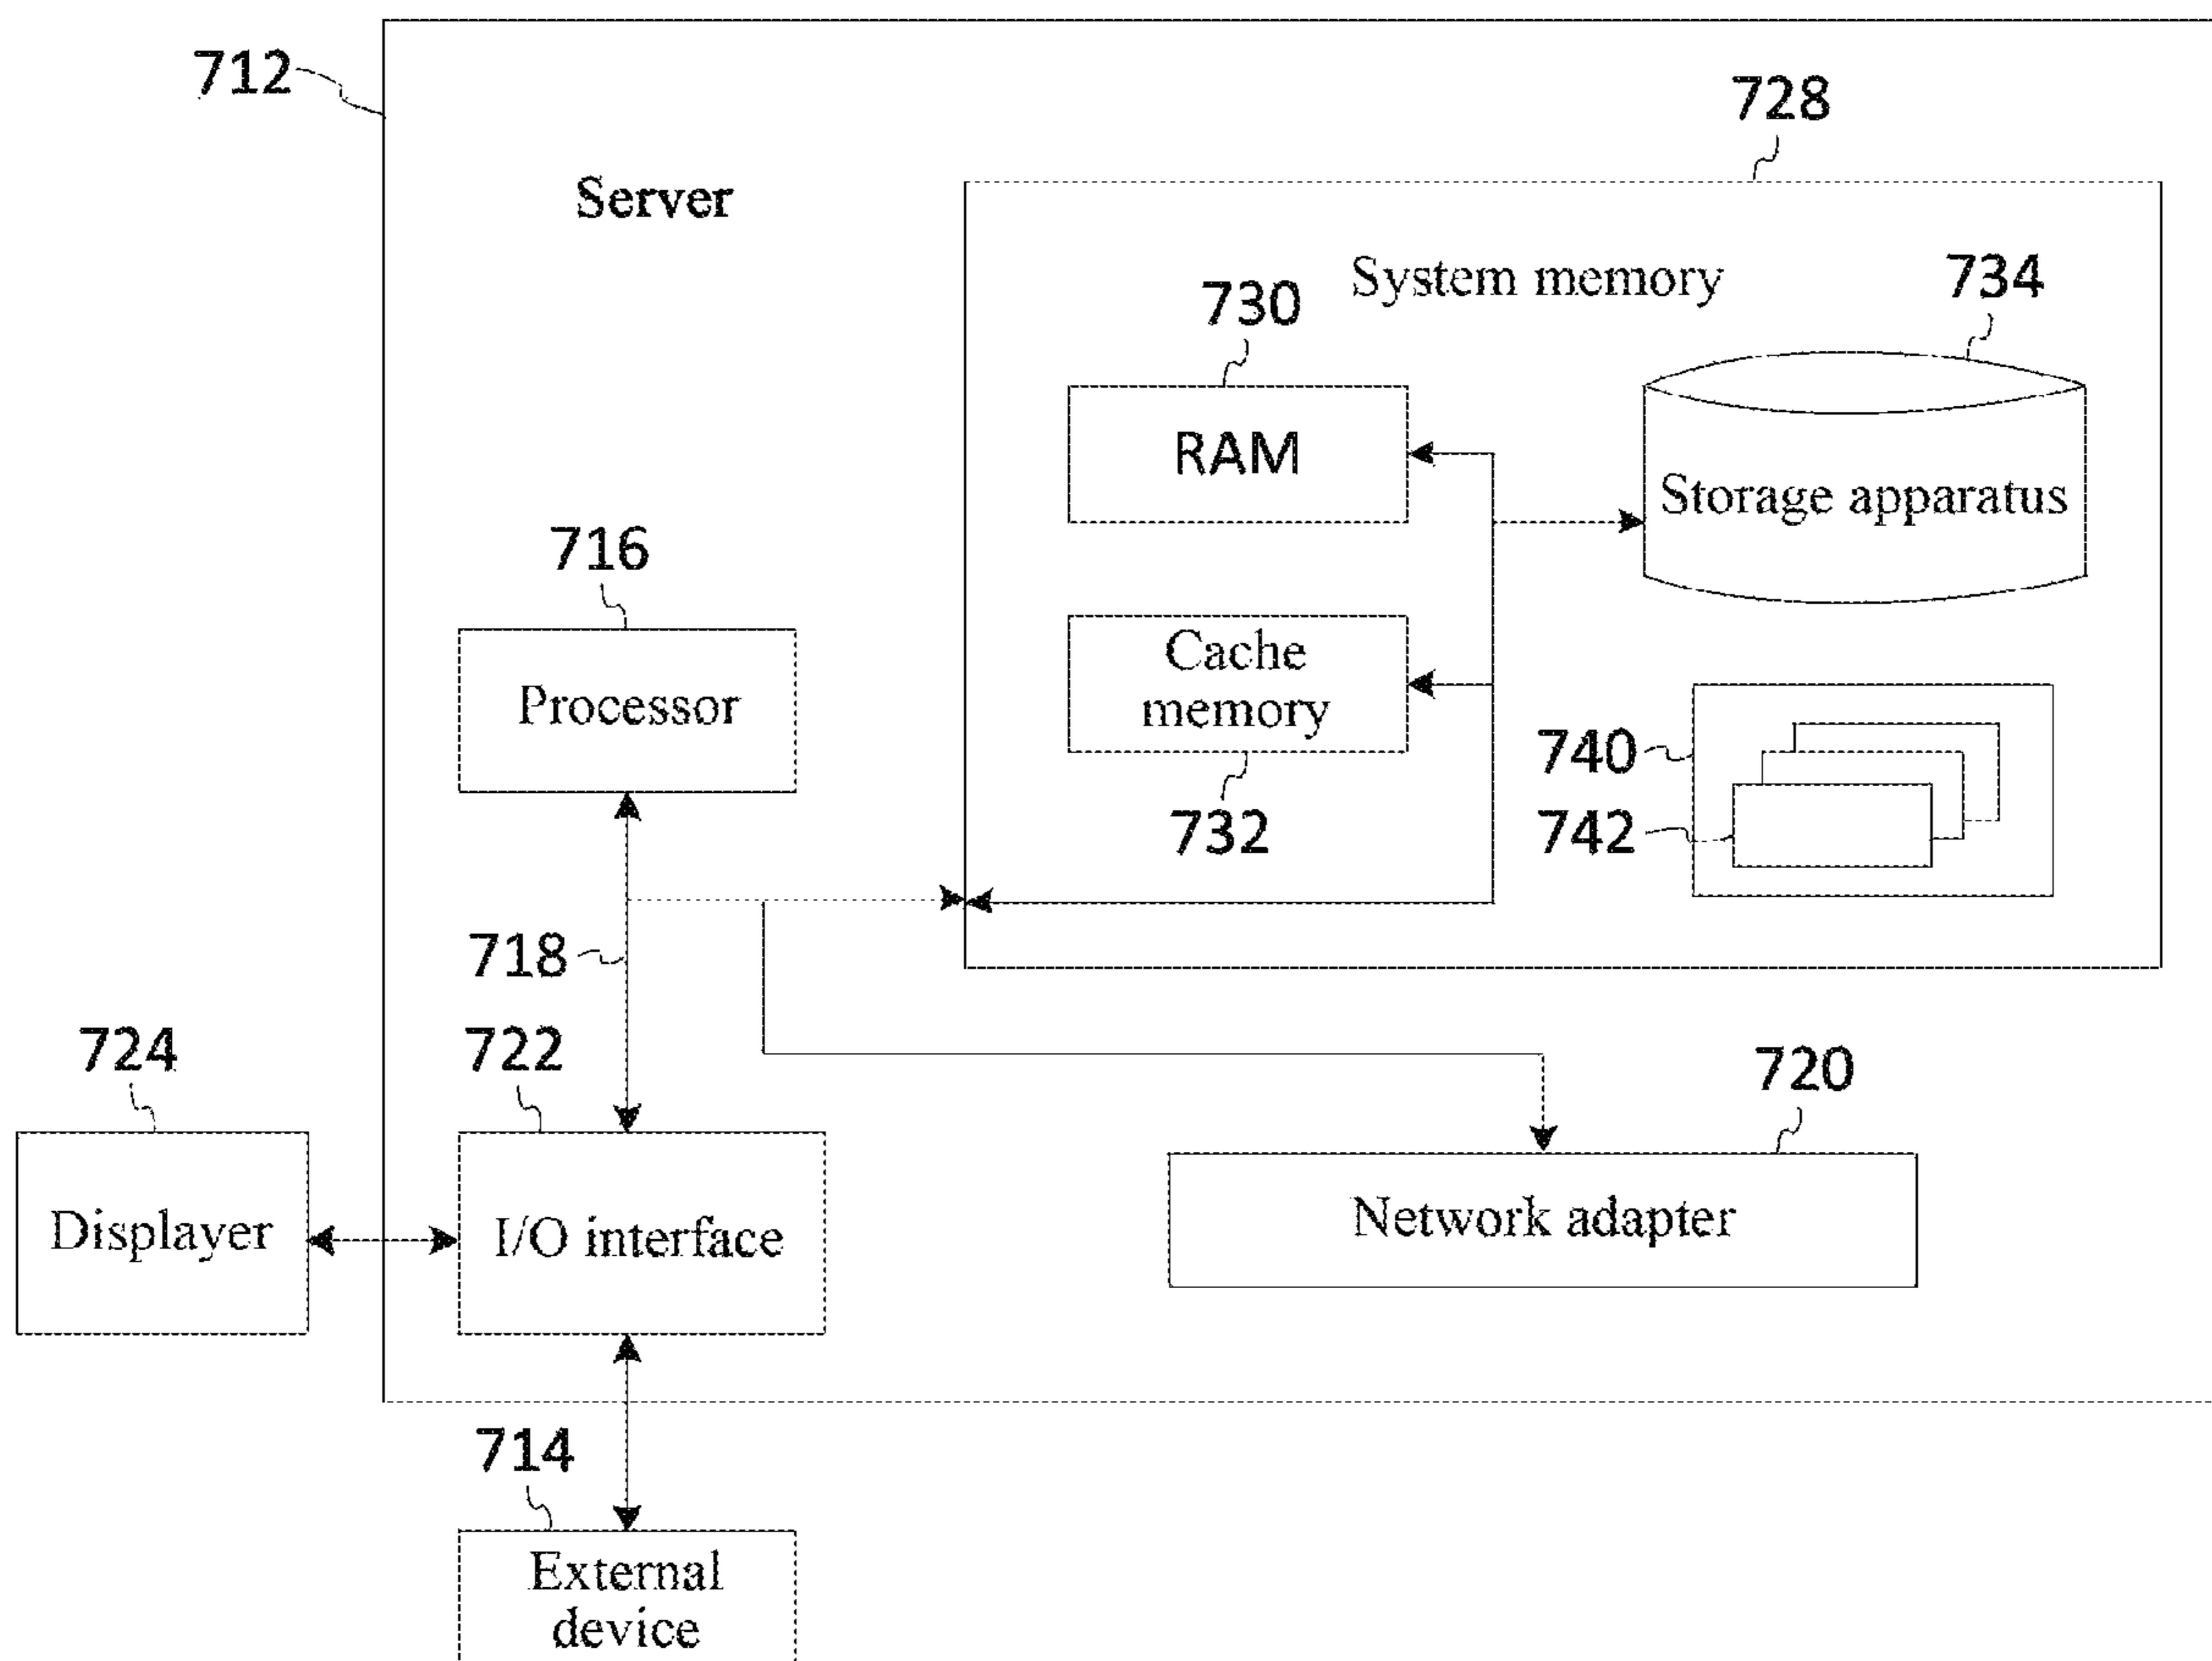 712
728
Server
System memory
734
730
RAM
Storage apparatus
716
Processor
Cache
memory
732
740
742
718
724
722
720
Displayer
I/O interface
Network adapter
714
External
device